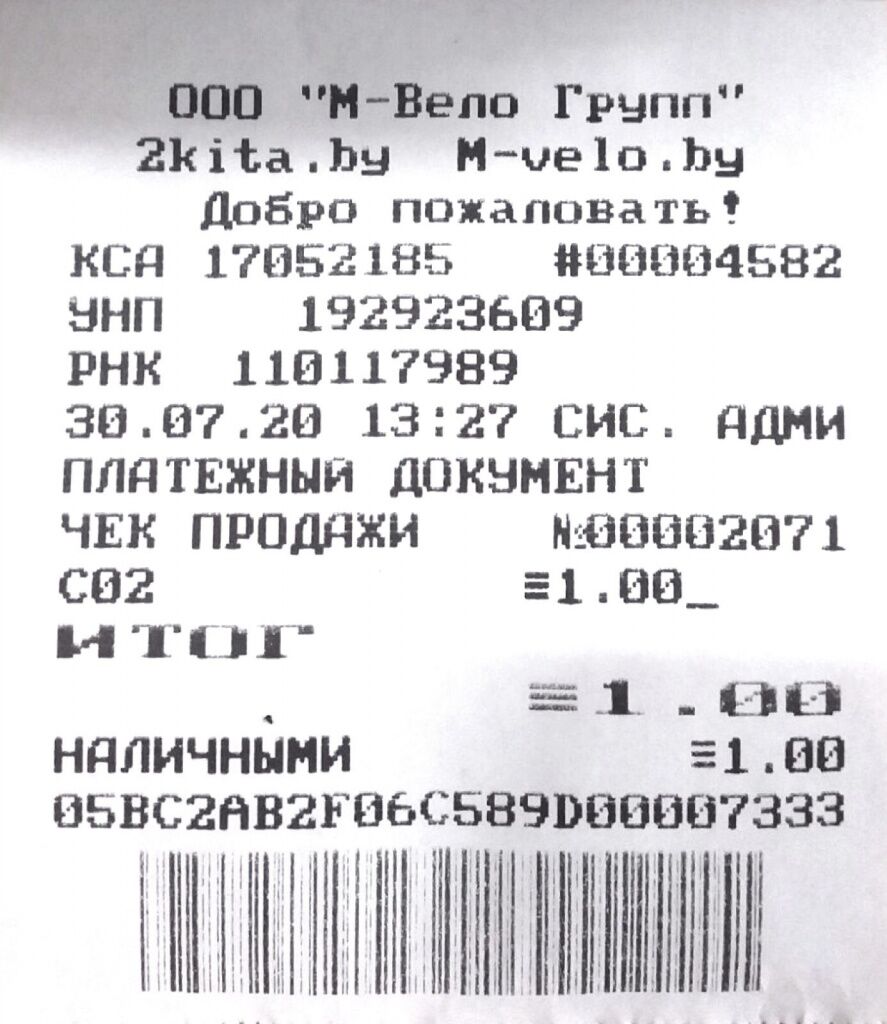 ООО "М-Вело Групп"
2kita.by M-velo.by
Добро пожаловать!
КСА 17052185 #00004582
УНП 192923609
РНК 110117989
30.07.20 13:27 СИС. АДМИ
ПЛАТЕЖНЫЙ ДОКУМЕНТ
ЧЕК ПРОДАЖИ №00002071
С02 ≡1.00_
ИТОГ
≡1.00
НАЛИЧНЫМИ ≡1.00
05BC2AB2F06C589D00007333